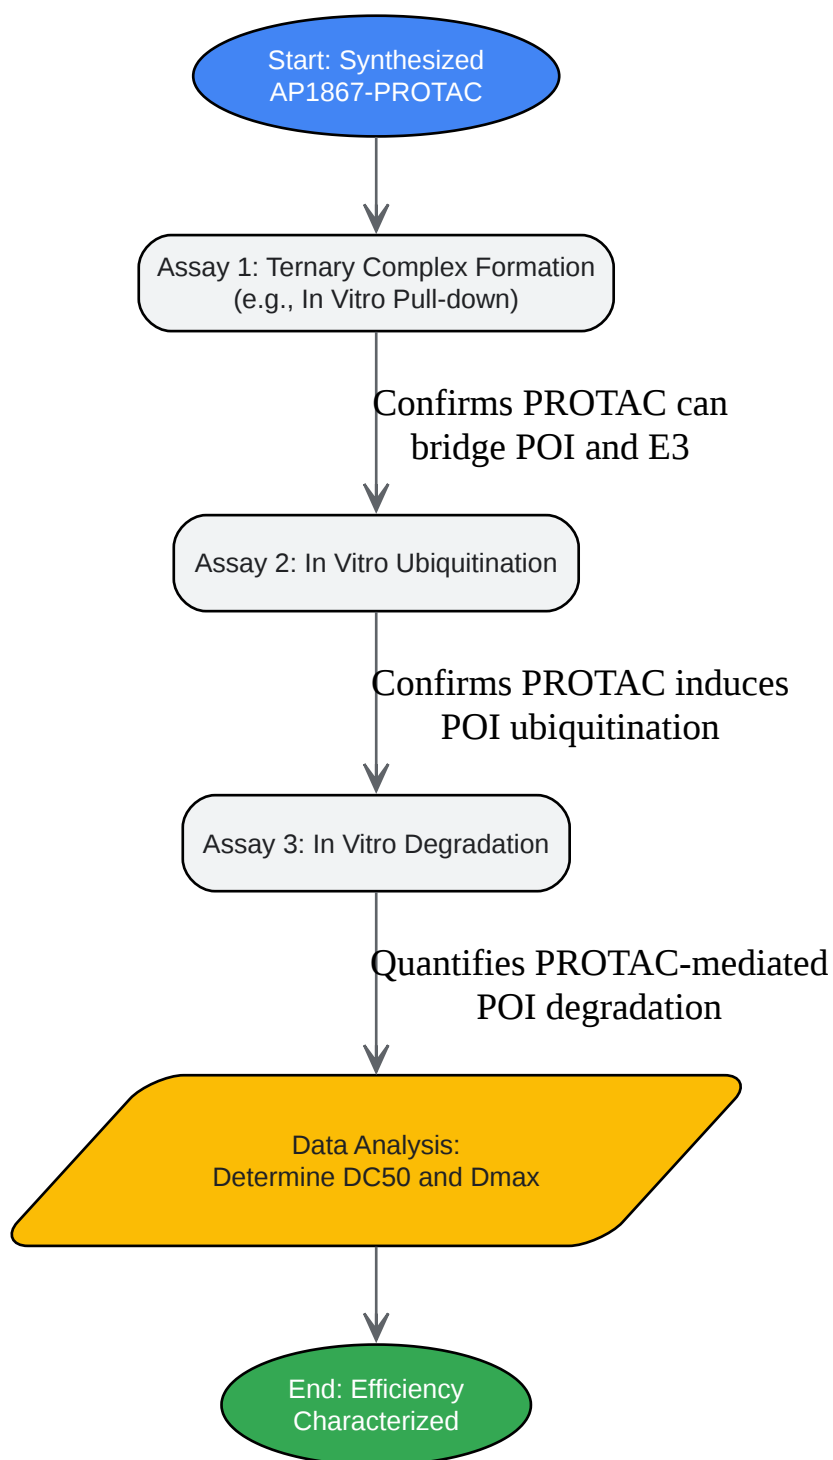 Start: Synthesized
AP1867-PROTAC
Assay 1: Ternary Complex Formation
(e.g., In Vitro Pull-down)
Confirms PROTAC can
bridge POI and E3
Assay 2: In Vitro Ubiquitination
Confirms PROTAC induces
POI ubiquitination
Assay 3: In Vitro Degradation
Quantifies PROTAC-mediated
POI degradation
Data Analysis:
Determine DC50 and Dmax
End: Efficiency
Characterized